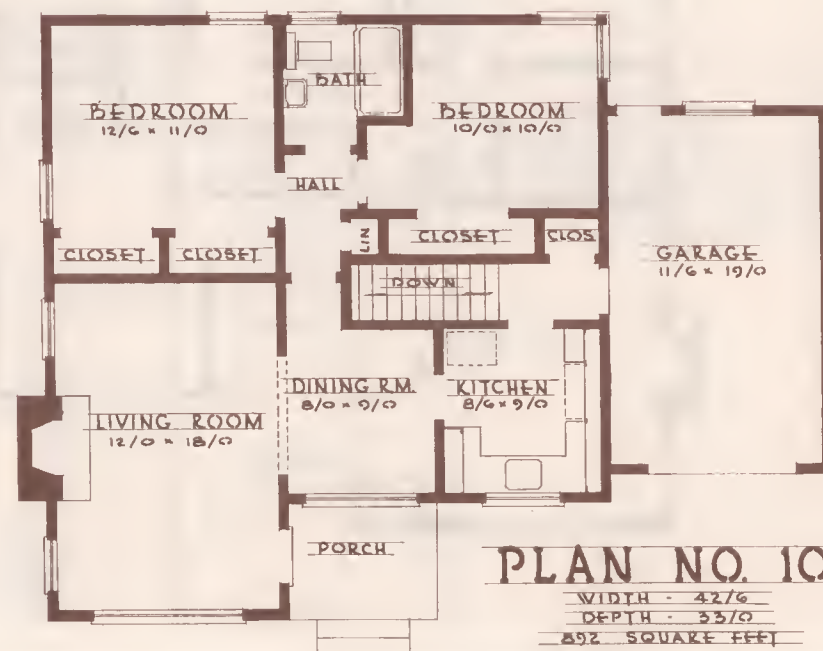 BATH
BEDROOM
12/6 × 11/0
BEDROOM
10/0 × 10/0
HALL
LIN
CLOSET
CLOSET
CLOSET
CLOS
GARAGE
11/6 × 19/0
DOWN
DINING RM.
8/0 × 9/0
KITCHEN
8/6 × 9/0
LIVING ROOM
12/0 × 18/0
PORCH
PLAN NO. 10
WIDTH - 42/6
DEPTH - 33/0
892 SQUARE FEET